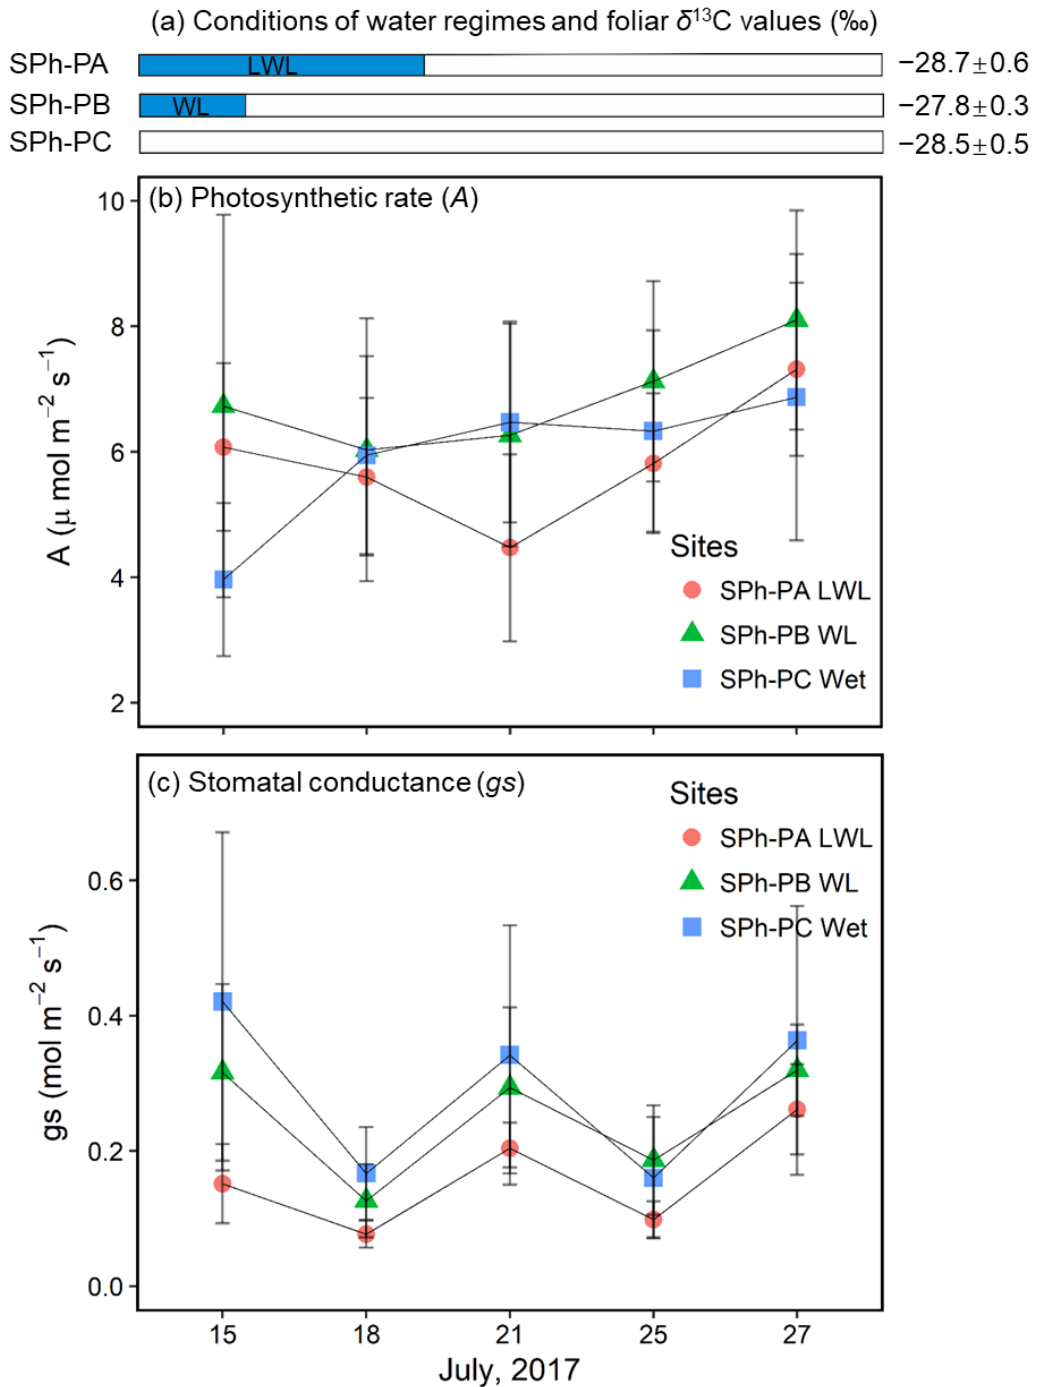 (a) Conditions of water regimes and foliar δ¹³C values (‰)
SPh-PA LWL −28.7±0.6
SPh-PB WL −27.8±0.3
SPh-PC −28.5±0.5
(b) Photosynthetic rate (A)
10
8
6
4
2
A (μ mol m⁻² s⁻¹)
Sites
SPh-PA LWL
SPh-PB WL
SPh-PC Wet
(c) Stomatal conductance (gs)
Sites
SPh-PA LWL
SPh-PB WL
SPh-PC Wet
0.6
0.4
0.2
0.0
gs (mol m⁻² s⁻¹)
15 18 21 25 27
July, 2017